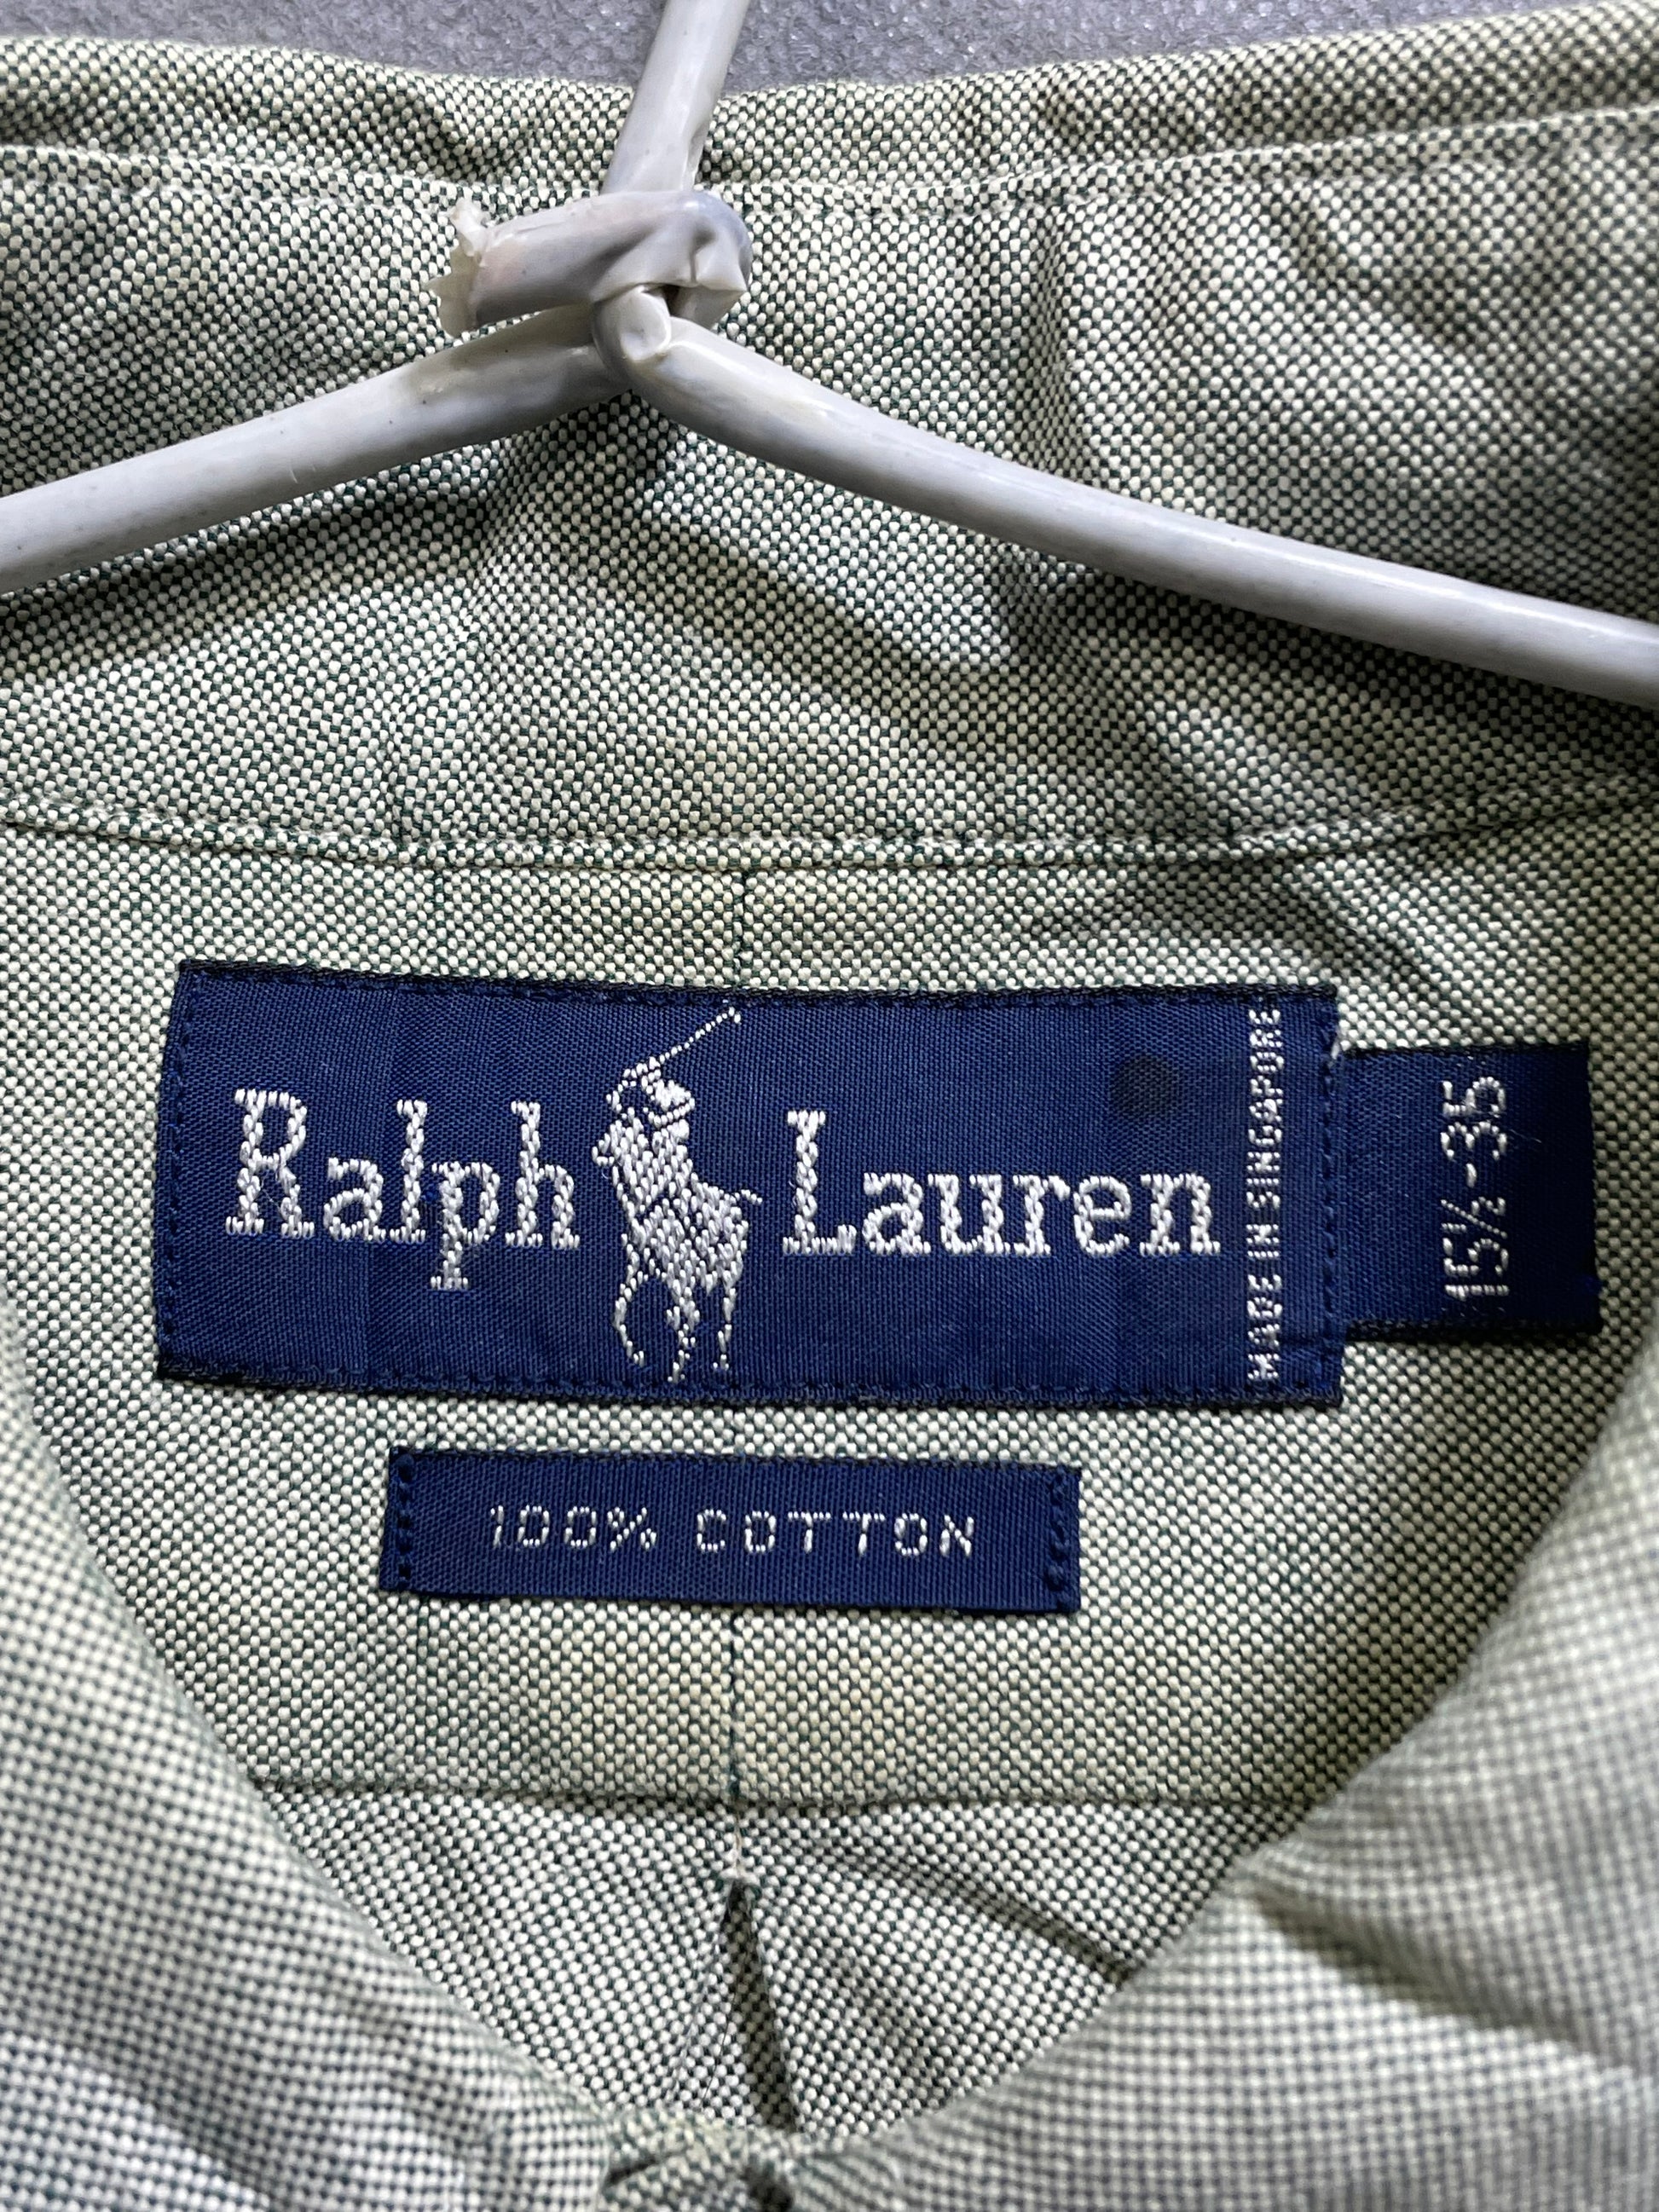 Ralph Lauren
MADE IN SINGAPORE
15½-35
100% COTTON